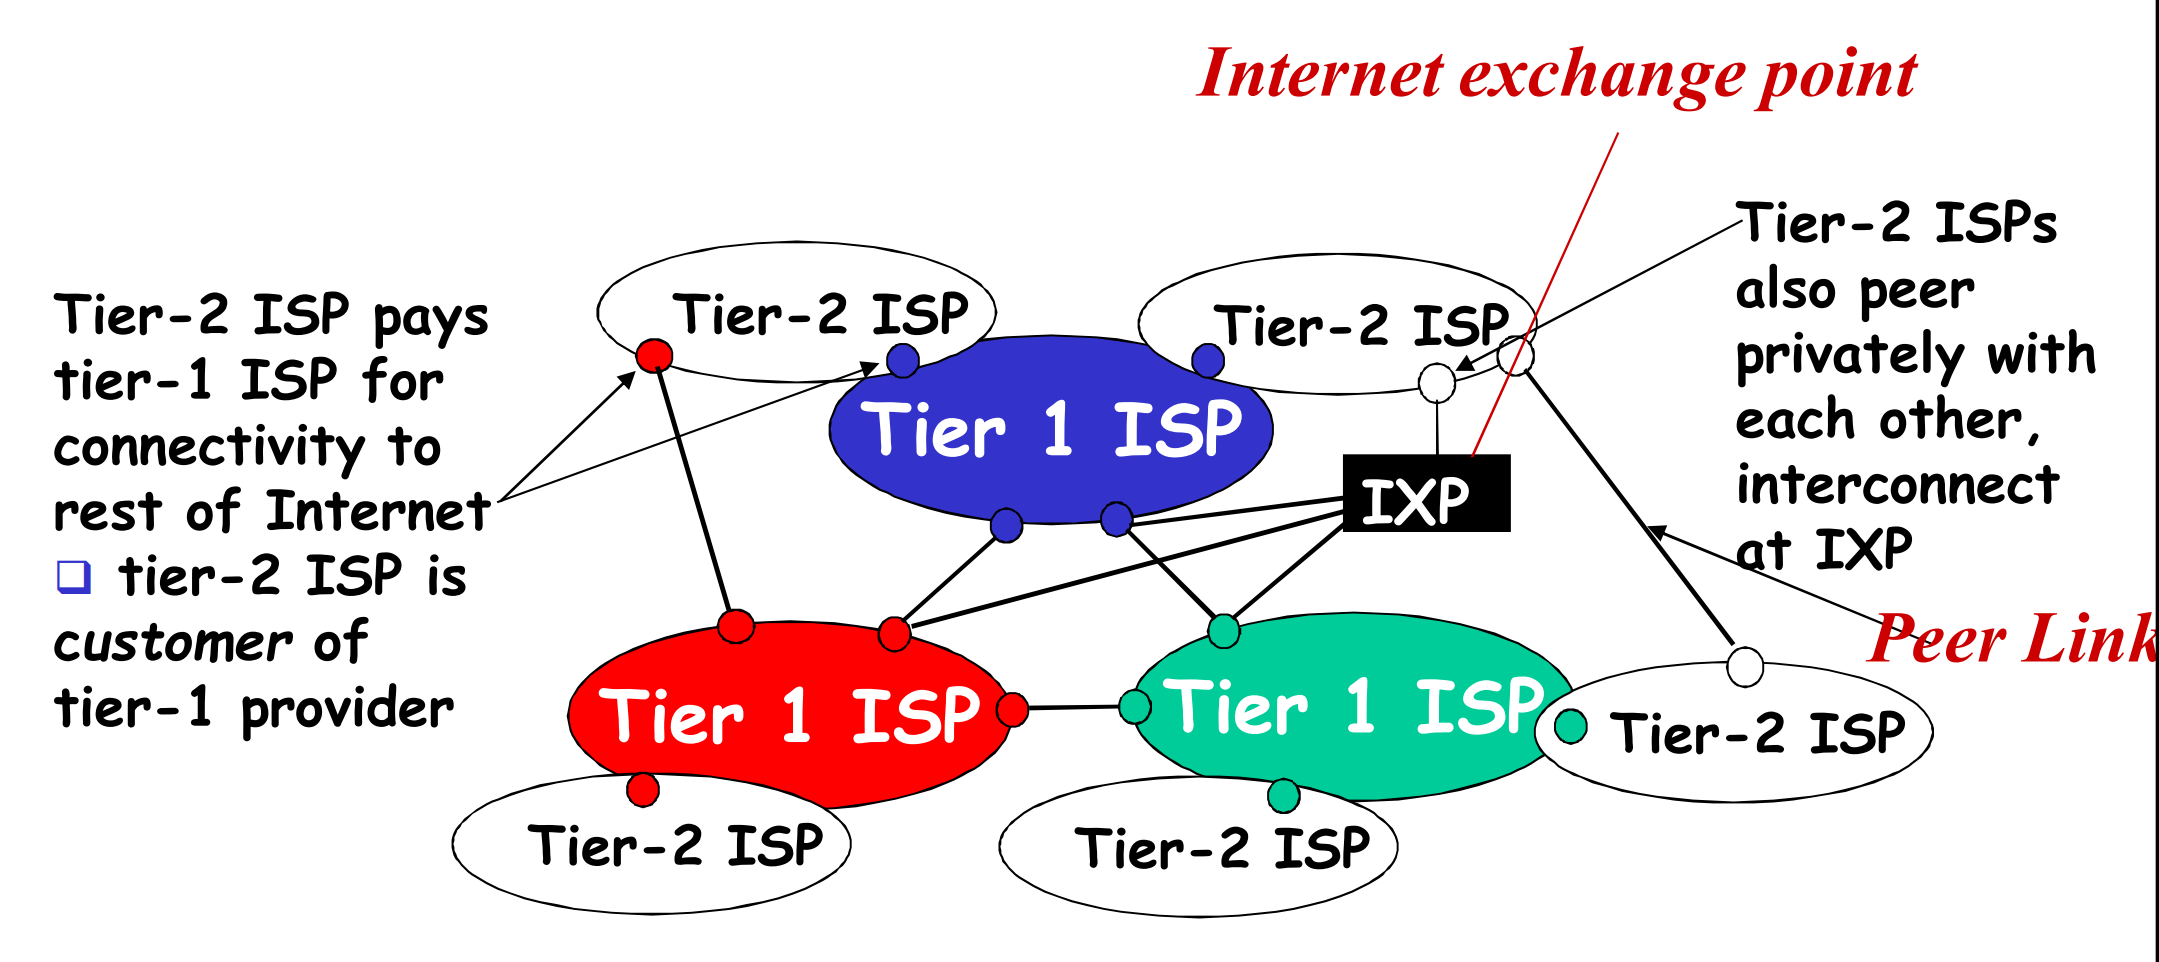 Internet exchange point
Tier-2 ISP pays
tier-1 ISP for
connectivity to
rest of Internet
❑ tier-2 ISP is
customer of
tier-1 provider
Tier-2 ISP
Tier-2 ISP
Tier 1 ISP
IXP
Tier-2 ISPs
also peer
privately with
each other,
interconnect
at IXP
Peer Link
Tier 1 ISP
Tier 1 ISP
Tier-2 ISP
Tier-2 ISP
Tier-2 ISP